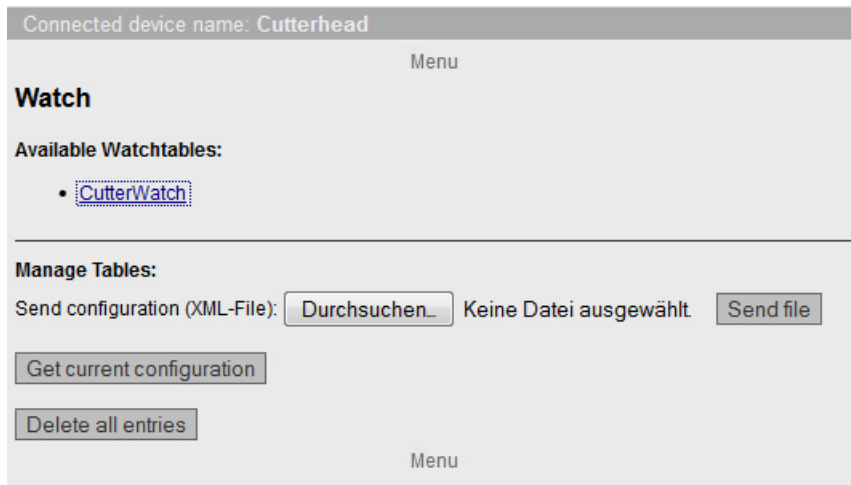 Connected device name: Cutterhead
Menu
Watch
Available Watchtables:
• CutterWatch
Manage Tables:
Send configuration (XML-File): Durchsuchen... Keine Datei ausgewählt. Send file
Get current configuration
Delete all entries
Menu